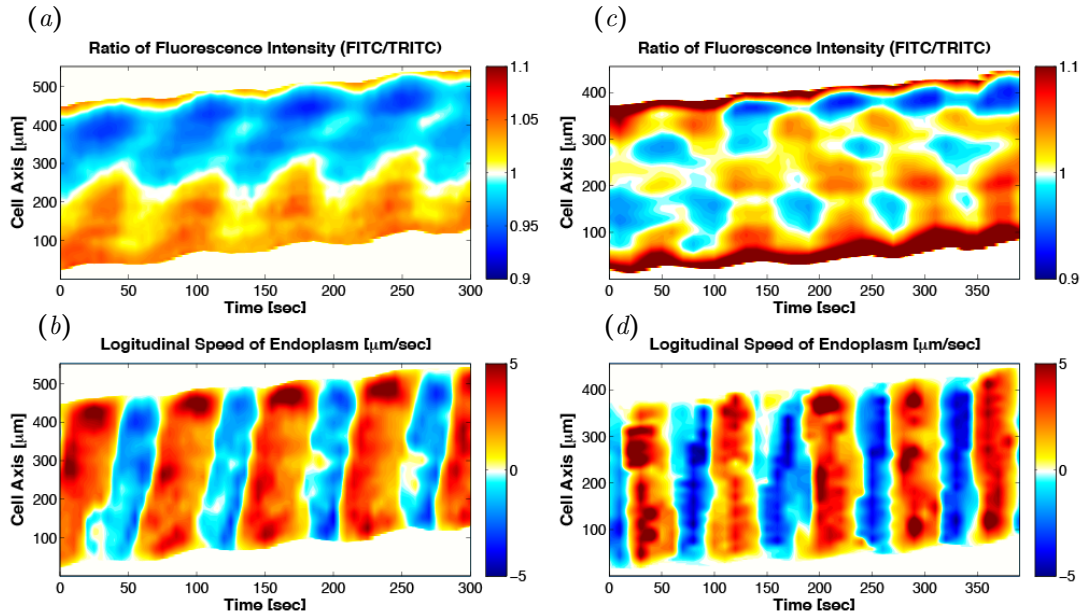 (a)
Ratio of Fluorescence Intensity (FITC/TRITC)
Cell Axis [μm]
500
400
300
200
100
0 50 100 150 200 250 300
Time [sec]
1.1
1.05
1
0.95
0.9
(c)
Ratio of Fluorescence Intensity (FITC/TRITC)
Cell Axis [μm]
400
300
200
100
0 50 100 150 200 250 300 350
Time [sec]
1.1
1
0.9
(b)
Logitudinal Speed of Endoplasm [μm/sec]
Cell Axis [μm]
500
400
300
200
100
0 50 100 150 200 250 300
Time [sec]
5
0
−5
(d)
Logitudinal Speed of Endoplasm [μm/sec]
Cell Axis [μm]
400
300
200
100
0 50 100 150 200 250 300 350
Time [sec]
5
0
−5